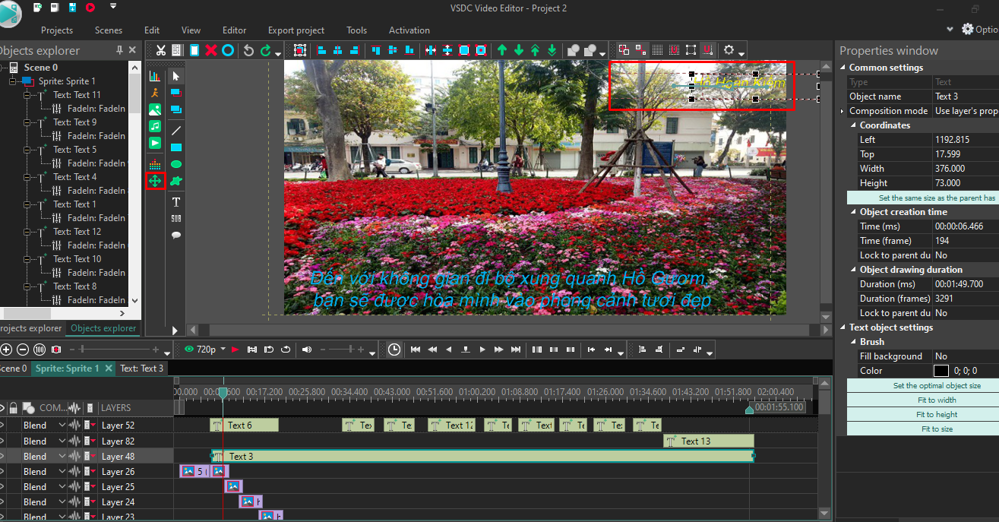 VSDC Video Editor - Project 2
Projects Scenes Edit View Editor Export project Tools Activation
Optio
Objects explorer
Scene 0
Sprite: Sprite 1
Text: Text 11
FadeIn: FadeIn
Text: Text 9
FadeIn: FadeIn
Text: Text 5
FadeIn: FadeIn
Text: Text 4
FadeIn: FadeIn
Text: Text 1
FadeIn: FadeIn
Text: Text 12
FadeIn: FadeIn
Text: Text 10
FadeIn: FadeIn
Text: Text 8
FadeIn: FadeIn
rojects explorer Objects explorer
Hồ Hoàn Kiếm
Đến với không gian đi bộ xung quanh Hồ Gươm,
bạn sẽ được hòa mình vào phong cảnh tươi đẹp
Properties window
Common settings
Type Text
Object name Text 3
Composition mode Use layer's prop
Coordinates
Left 1192.815
Top 17.599
Width 376.000
Height 73.000
Set the same size as the parent has
Object creation time
Time (ms) 00:00:06.466
Time (frame) 194
Lock to parent du No
Object drawing duration
Duration (ms) 00:01:49.700
Duration (frames) 3291
Lock to parent du No
Text object settings
Brush
Fill background No
Color 0; 0; 0
Set the optimal object size
Fit to width
Fit to height
Fit to size
720p
cene 0 Sprite: Sprite 1 Text: Text 3
00:17.200 00:25.800 00:34.400 00:43.000 00:51.600 01:00.200 01:08.800 01:17.400 01:26.000 01:34.600 01:43.200 01:51.800 02:00.400
00:01:55.100
COM... LAYERS
Blend Layer 52 Text 6 Te Text 12 Te Text Te Te Te
Blend Layer 82 Text 13
Blend Layer 48 Text 3
Blend Layer 26 5
Blend Layer 25
Blend Layer 24
Blend Layer 23